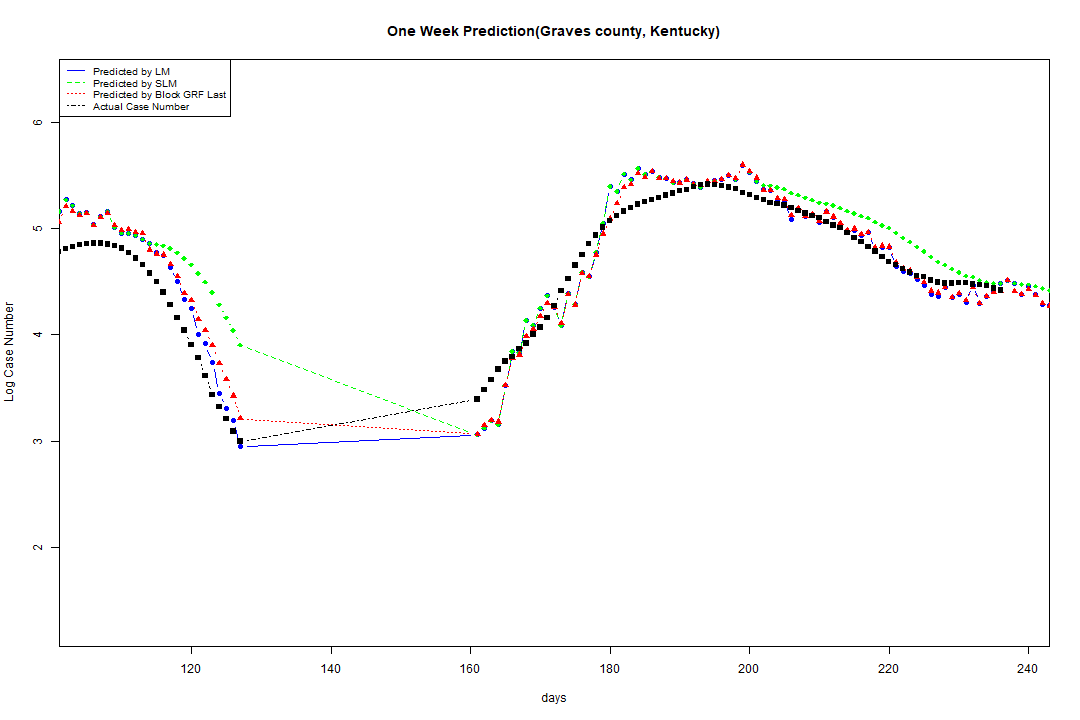 One Week Prediction(Graves county, Kentucky)
Predicted by LM
Predicted by SLM
Predicted by Block GRF Last
Actual Case Number
6
5
4
3
2
Log Case Number
120 140 160 180 200 220 240
days